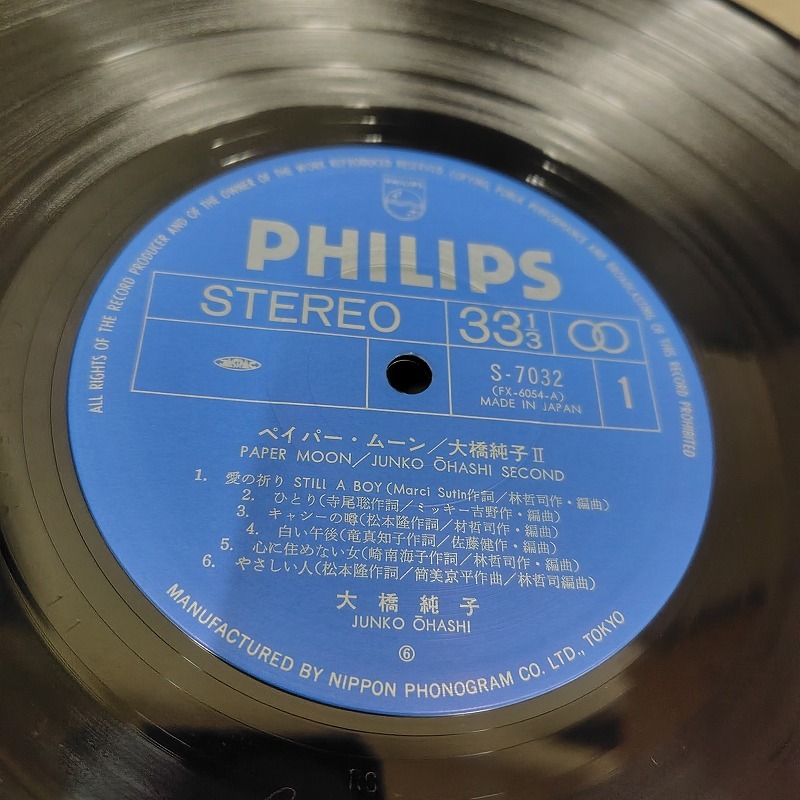 ALL RIGHTS OF THE RECORD PRODUCER AND OF THE OWNER OF THE WORK REPRODUCED RESERVED. COPYING, PUBLIC PERFORMANCE AND BROADCASTING OF THIS RECORD PROHIBITED
PHILIPS
PHILIPS
STEREO
33 1/3
JASRAC
S-7032
(FX-6054-A)
MADE IN JAPAN
1
ペイパー・ムーン/大橋純子Ⅱ
PAPER MOON/JUNKO ŌHASHI SECOND
1. 愛の祈り STILL A BOY (Marci Sutin作詞/林哲司作・編曲)
2. ひとり(寺尾聡作詞/ミッキー吉野作・編曲)
3. キャシーの噂(松本隆作詞/材哲司作・編曲)
4. 白い午後(竜真知子作詞/佐藤健作・編曲)
5. 心に住めない女(崎南海子作詞/林哲司作・編曲)
6. やさしい人(松本隆作詞/筒美京平作曲/林哲司編曲)
大橋純子
JUNKO ŌHASHI
⑥
MANUFACTURED BY NIPPON PHONOGRAM CO. LTD., TOKYO